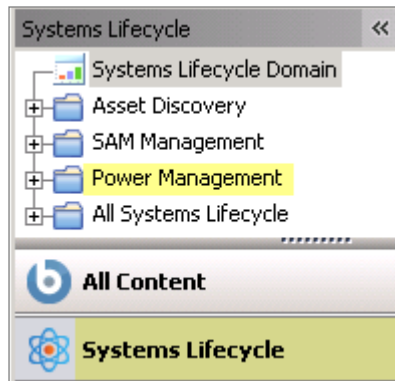 Systems Lifecycle «
Systems Lifecycle Domain
Asset Discovery
SAM Management
Power Management
All Systems Lifecycle
All Content
Systems Lifecycle